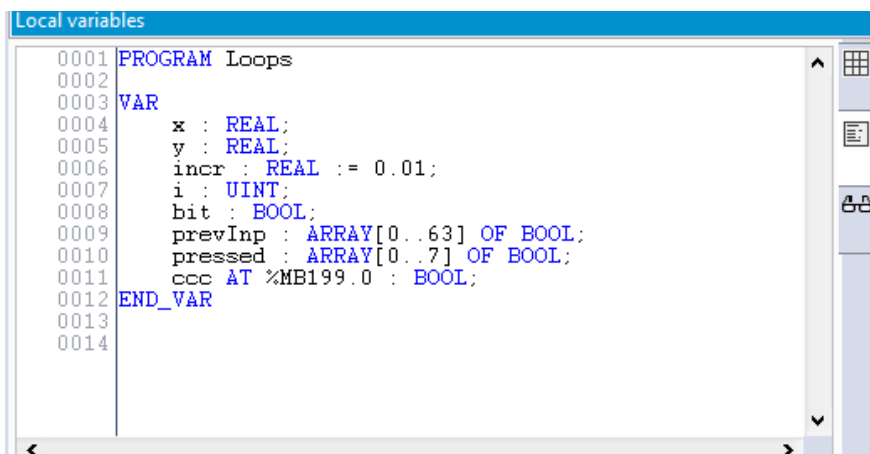 Local variables
0001 PROGRAM Loops
0002
0003 VAR
0004 x : REAL;
0005 y : REAL;
0006 incr : REAL := 0.01;
0007 i : UINT;
0008 bit : BOOL;
0009 prevInp : ARRAY[0..63] OF BOOL;
0010 pressed : ARRAY[0..7] OF BOOL;
0011 ccc AT %MB199.0 : BOOL;
0012 END_VAR
0013
0014